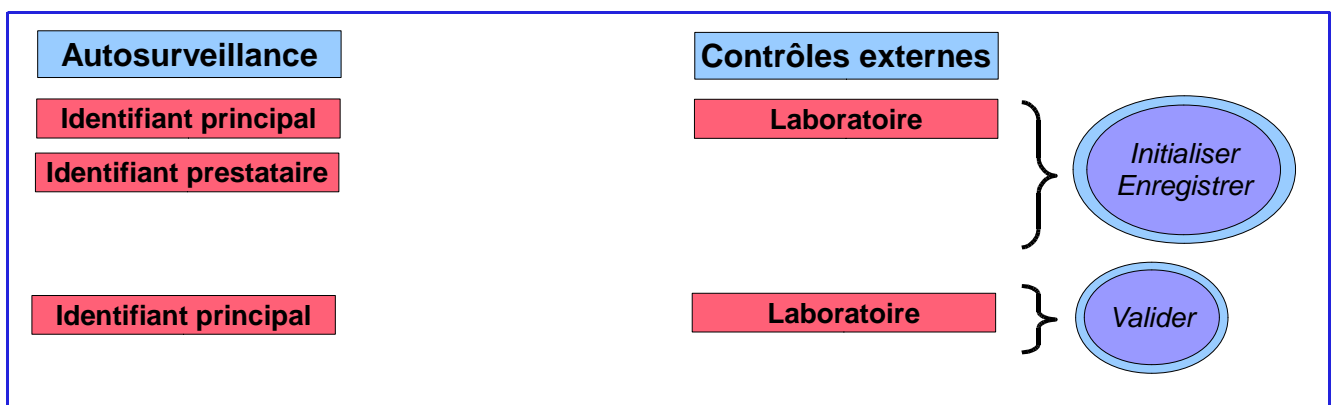 Autosurveillance
Contrôles externes
Identifiant principal
Laboratoire
Identifiant prestataire
Initialiser
Enregistrer
Identifiant principal
Laboratoire
Valider